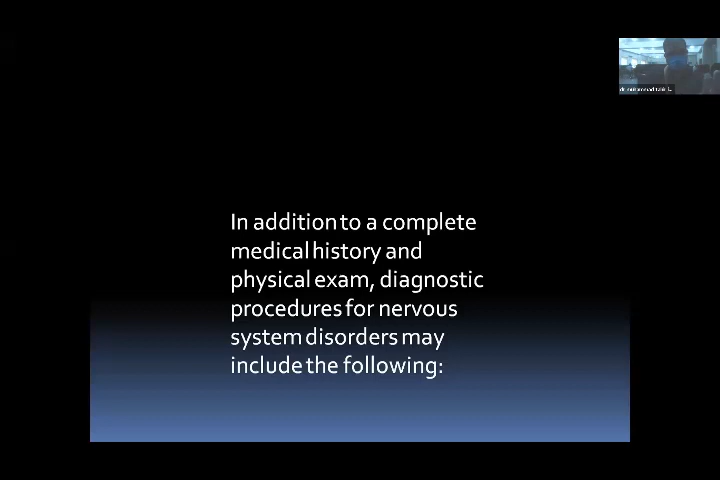 In addition to a complete
medical history and
physical exam, diagnostic
procedures for nervous
system disorders may
include the following: